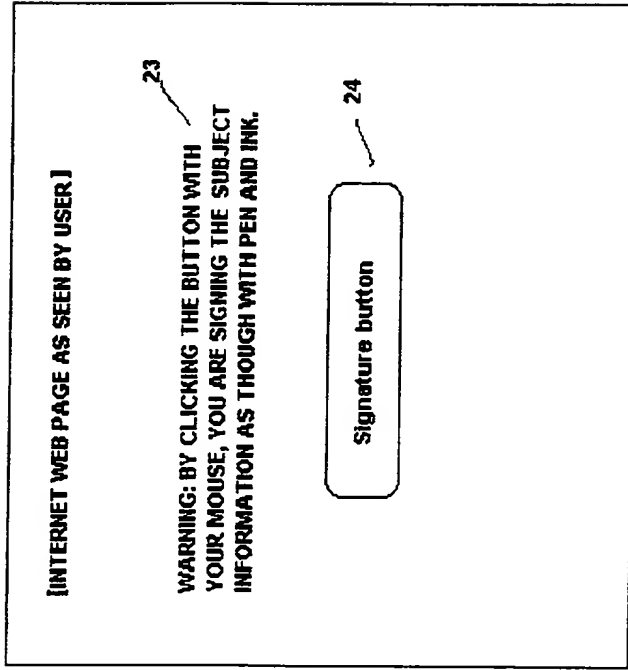 [INTERNET WEB PAGE AS SEEN BY USER]
23
WARNING: BY CLICKING THE BUTTON WITH
YOUR MOUSE, YOU ARE SIGNING THE SUBJECT
INFORMATION AS THOUGH WITH PEN AND INK.
24
Signature button